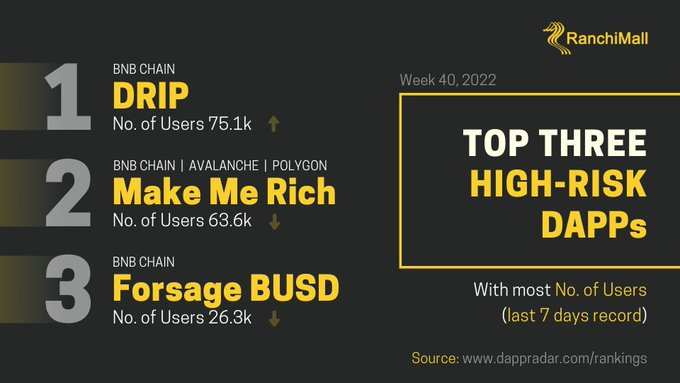 RanchiMall
1
BNB CHAIN
DRIP
No. of Users 75.1k
2
BNB CHAIN | AVALANCHE | POLYGON
Make Me Rich
No. of Users 63.6k
3
BNB CHAIN
Forsage BUSD
No. of Users 26.3k
Week 40, 2022
TOP THREE
HIGH-RISK
DAPPs
With most No. of Users
(last 7 days record)
Source: www.dappradar.com/rankings